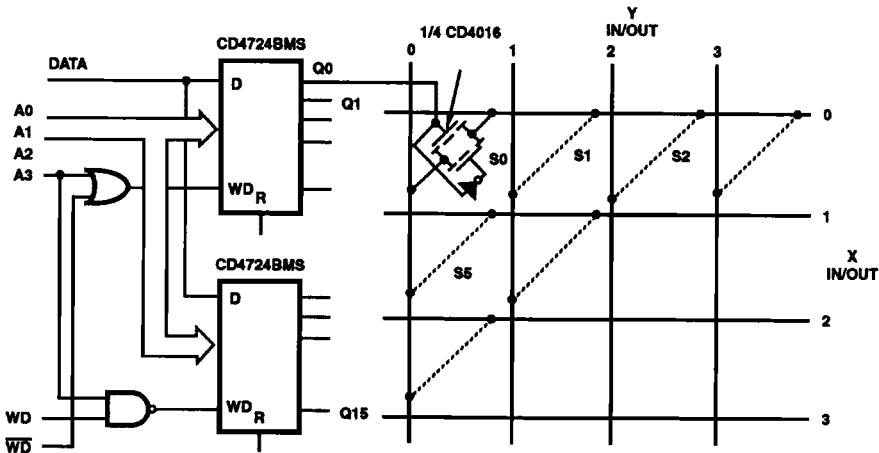 Y
IN/OUT
0 1 2 3
1/4 CD4016
CD4724BMS
DATA
D
Q0
Q1
A0
A1
A2
A3
WD
R
S0
S1
S2
0
1
CD4724BMS
D
S5
X
IN/OUT
2
WD
R
Q15
3
WD
W̅D̅